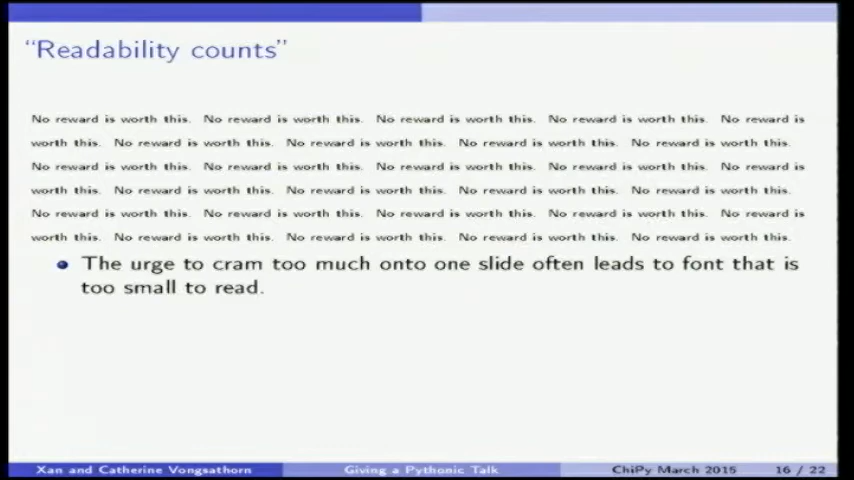 "Readability counts"
No reward is worth this. No reward is worth this. No reward is worth this. No reward is worth this. No reward is
worth this. No reward is worth this. No reward is worth this. No reward is worth this. No reward is worth this.
No reward is worth this. No reward is worth this. No reward is worth this. No reward is worth this. No reward is
worth this. No reward is worth this. No reward is worth this. No reward is worth this. No reward is worth this.
No reward is worth this. No reward is worth this. No reward is worth this. No reward is worth this. No reward is
worth this. No reward is worth this. No reward is worth this. No reward is worth this. No reward is worth this.
The urge to cram too much onto one slide often leads to font that is
too small to read.
Xan and Catherine Vongsathorn Giving a Pythonic Talk ChiPy March 2015 16 / 22